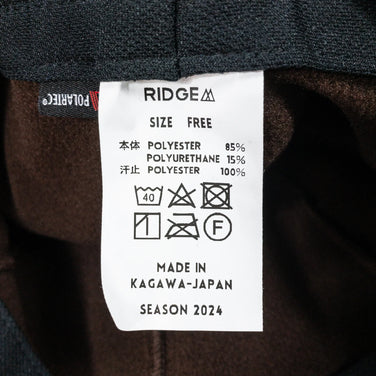 RIDGE
SIZE FREE
本体 POLYESTER 85%
POLYURETHANE 15%
汗止 POLYESTER 100%
40
F
MADE IN
KAGAWA-JAPAN
SEASON 2024
POLARTEC®